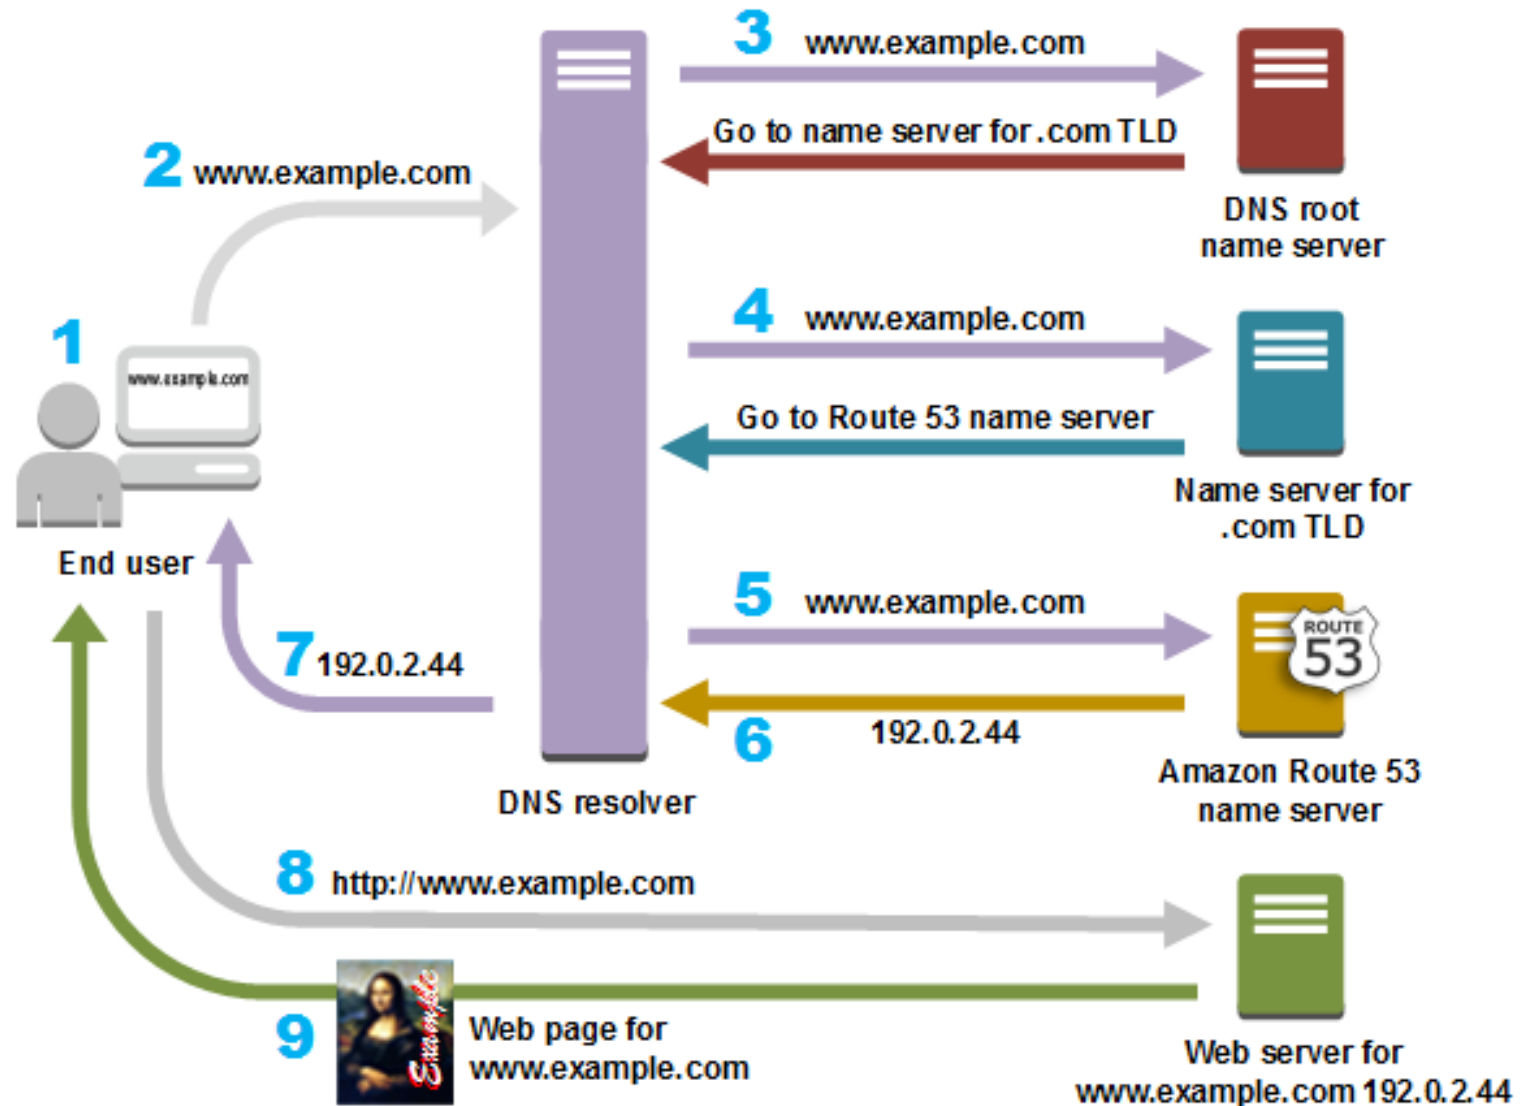 3 www.example.com
Go to name server for .com TLD
DNS root
name server
2 www.example.com
1
www.example.com
End user
4 www.example.com
Go to Route 53 name server
Name server for
.com TLD
5 www.example.com
ROUTE
53
6 192.0.2.44
Amazon Route 53
name server
7 192.0.2.44
DNS resolver
8 http://www.example.com
9
Example
Web page for
www.example.com
Web server for
www.example.com 192.0.2.44